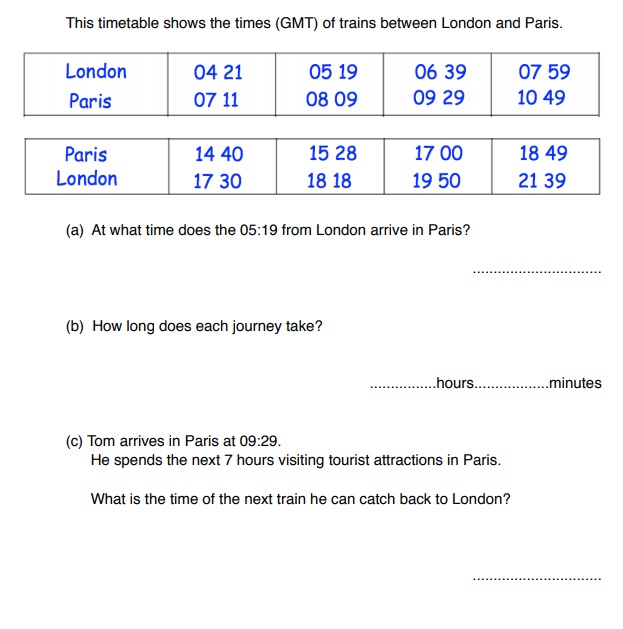 This timetable shows the times (GMT) of trains between London and Paris.
London 04 21 05 19 06 39 07 59
Paris 07 11 08 09 09 29 10 49
Paris 14 40 15 28 17 00 18 49
London 17 30 18 18 19 50 21 39
(a) At what time does the 05:19 from London arrive in Paris?
...............................
(b) How long does each journey take?
................hours..................minutes
(c) Tom arrives in Paris at 09:29.
He spends the next 7 hours visiting tourist attractions in Paris.
What is the time of the next train he can catch back to London?
...............................